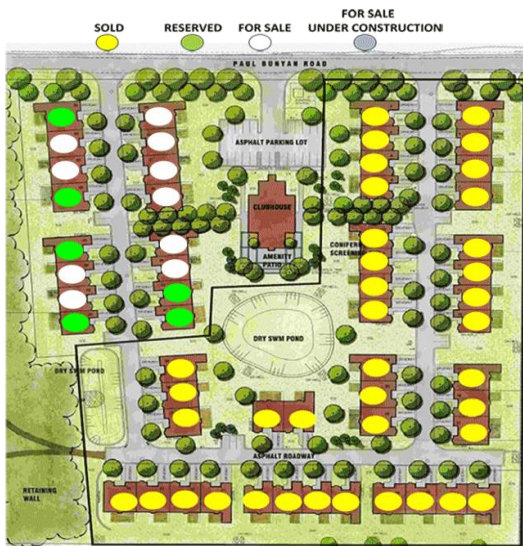 SOLD
RESERVED
FOR SALE
FOR SALE
UNDER CONSTRUCTION
PAUL BUNYAN ROAD
ASPHALT PARKING LOT
CLUBHOUSE
AMENITY
PATIO
CONIFER
SCREENING
DRY SWM POND
DRY SWM POND
ASPHALT ROADWAY
RETAINING
WALL